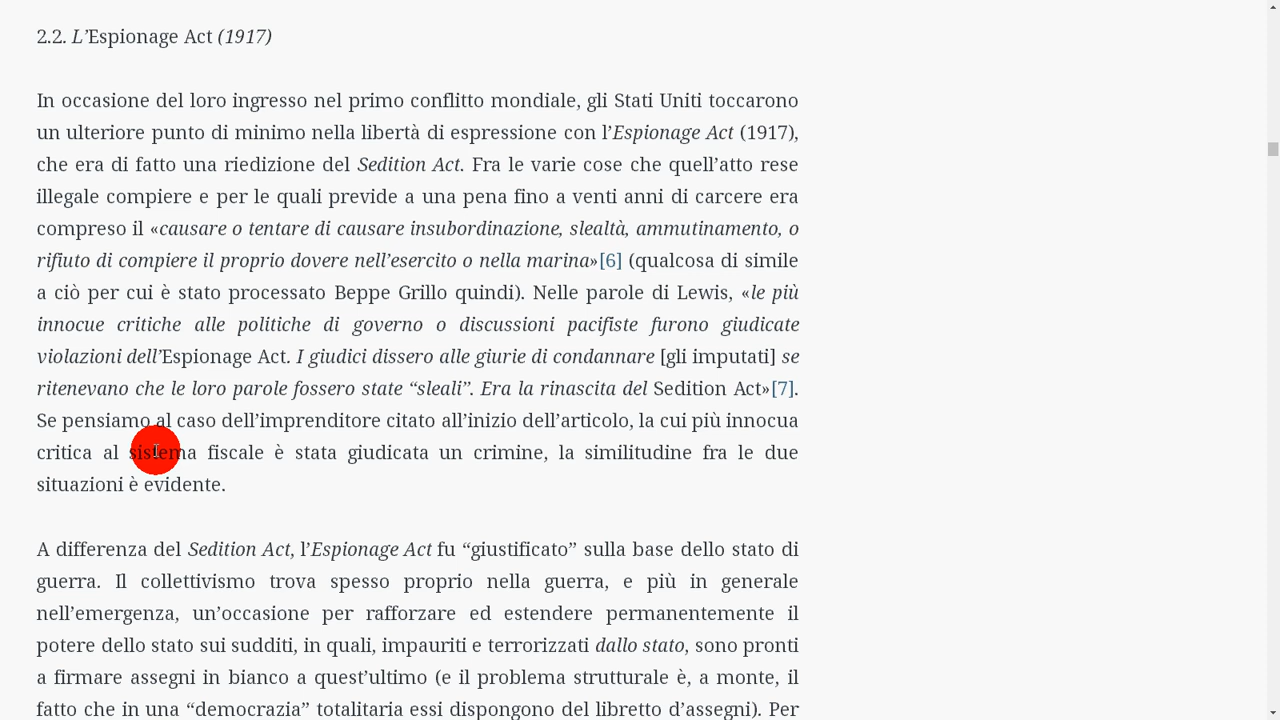 2.2. L’Espionage Act (1917)
In occasione del loro ingresso nel primo conflitto mondiale, gli Stati Uniti toccarono
un ulteriore punto di minimo nella libertà di espressione con l’Espionage Act (1917),
che era di fatto una riedizione del Sedition Act. Fra le varie cose che quell’atto rese
illegale compiere e per le quali previde a una pena fino a venti anni di carcere era
compreso il «causare o tentare di causare insubordinazione, slealtà, ammutinamento, o
rifiuto di compiere il proprio dovere nell’esercito o nella marina»[6] (qualcosa di simile
a ciò per cui è stato processato Beppe Grillo quindi). Nelle parole di Lewis, «le più
innocue critiche alle politiche di governo o discussioni pacifiste furono giudicate
violazioni dell’Espionage Act. I giudici dissero alle giurie di condannare [gli imputati] se
ritenevano che le loro parole fossero state “sleali”. Era la rinascita del Sedition Act»[7].
Se pensiamo al caso dell’imprenditore citato all’inizio dell’articolo, la cui più innocua
critica al sistema fiscale è stata giudicata un crimine, la similitudine fra le due
situazioni è evidente.
A differenza del Sedition Act, l’Espionage Act fu “giustificato” sulla base dello stato di
guerra. Il collettivismo trova spesso proprio nella guerra, e più in generale
nell’emergenza, un’occasione per rafforzare ed estendere permanentemente il
potere dello stato sui sudditi, in quali, impauriti e terrorizzati dallo stato, sono pronti
a firmare assegni in bianco a quest’ultimo (e il problema strutturale è, a monte, il
fatto che in una “democrazia” totalitaria essi dispongono del libretto d’assegni). Per